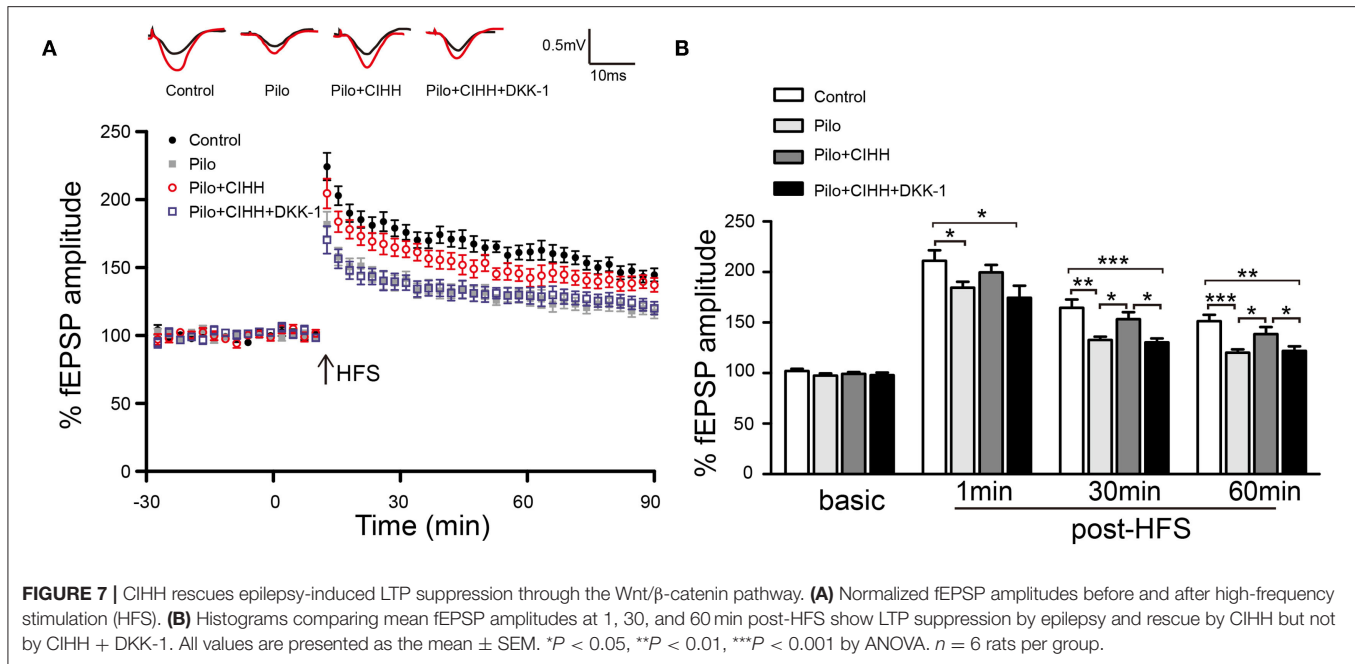 A
Control
Pilo
Pilo+CIHH
Pilo+CIHH+DKK-1
0.5mV
10ms
Control
Pilo
Pilo+CIHH
Pilo+CIHH+DKK-1
% fEPSP amplitude
250
200
150
100
50
0
HFS
-30
0
30
60
90
Time (min)
B
Control
Pilo
Pilo+CIHH
Pilo+CIHH+DKK-1
% fEPSP amplitude
250
200
150
100
50
0
*
*
***
**
*
*
**
***
*
*
basic
1min
30min
60min
post-HFS
FIGURE 7 | CIHH rescues epilepsy-induced LTP suppression through the Wnt/β-catenin pathway. (A) Normalized fEPSP amplitudes before and after high-frequency
stimulation (HFS). (B) Histograms comparing mean fEPSP amplitudes at 1, 30, and 60 min post-HFS show LTP suppression by epilepsy and rescue by CIHH but not
by CIHH + DKK-1. All values are presented as the mean ± SEM. *P < 0.05, **P < 0.01, ***P < 0.001 by ANOVA. n = 6 rats per group.